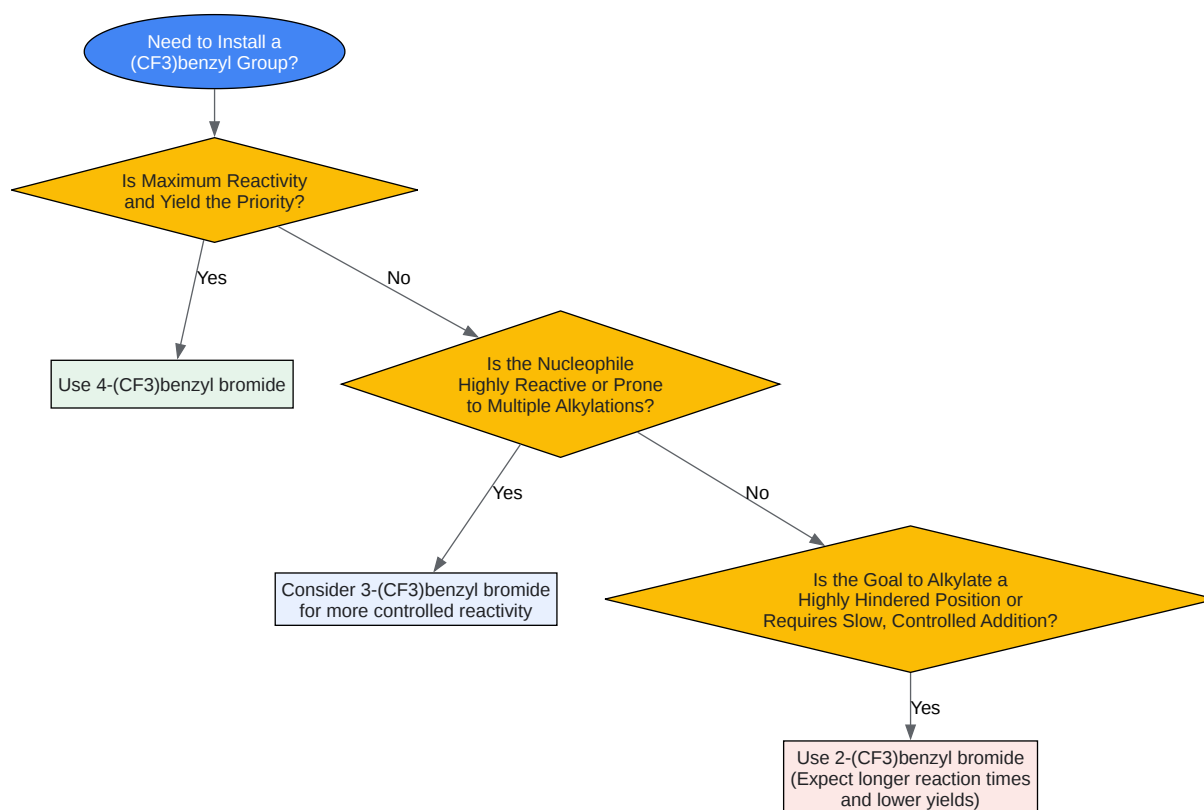 Need to Install a
(CF3)benzyl Group?
Is Maximum Reactivity
and Yield the Priority?
Yes
No
Use 4-(CF3)benzyl bromide
Is the Nucleophile
Highly Reactive or Prone
to Multiple Alkylations?
Yes
No
Consider 3-(CF3)benzyl bromide
for more controlled reactivity
Is the Goal to Alkylate a
Highly Hindered Position or
Requires Slow, Controlled Addition?
Yes
Use 2-(CF3)benzyl bromide
(Expect longer reaction times
and lower yields)